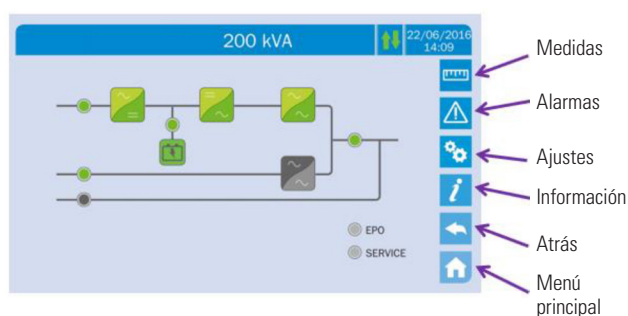 200 kVA
22/06/2016
14:09
Medidas
Alarmas
Ajustes
Información
EPO
Atrás
SERVICE
Menú
principal